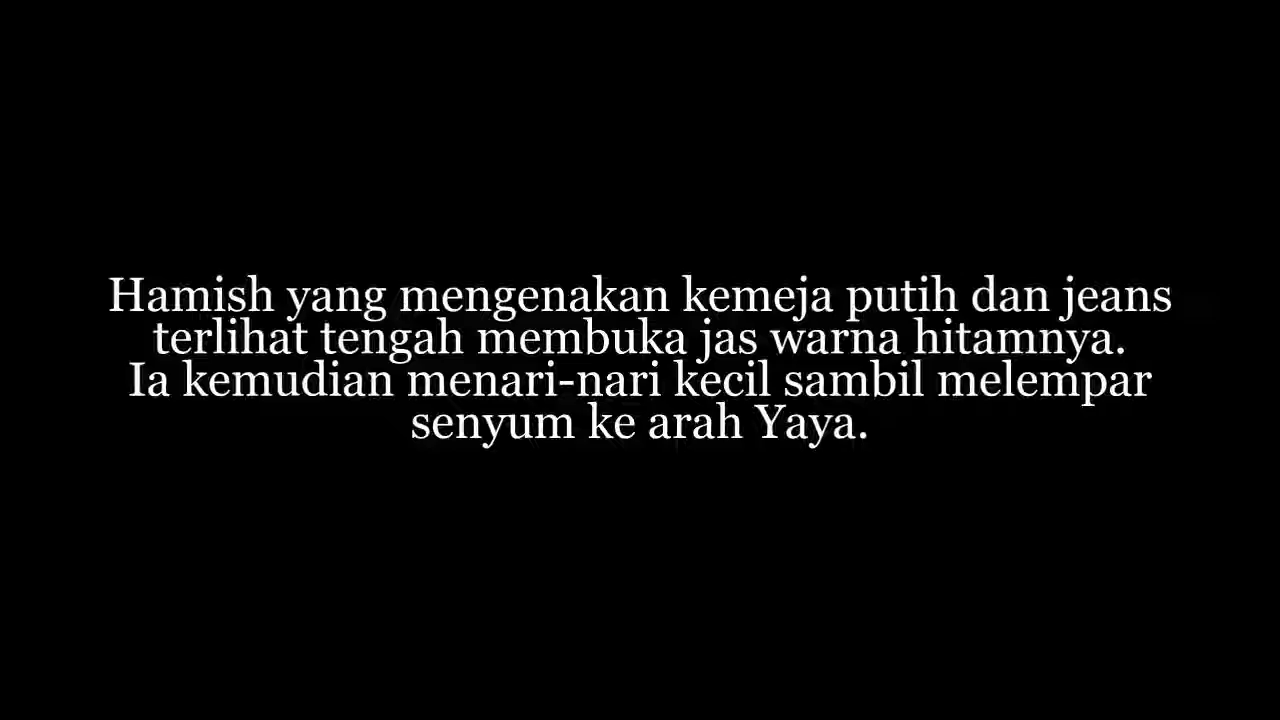 Hamish yang mengenakan kemeja putih dan jeans
terlihat tengah membuka jas warna hitamnya.
Ia kemudian menari-nari kecil sambil melempar
senyum ke arah Yaya.